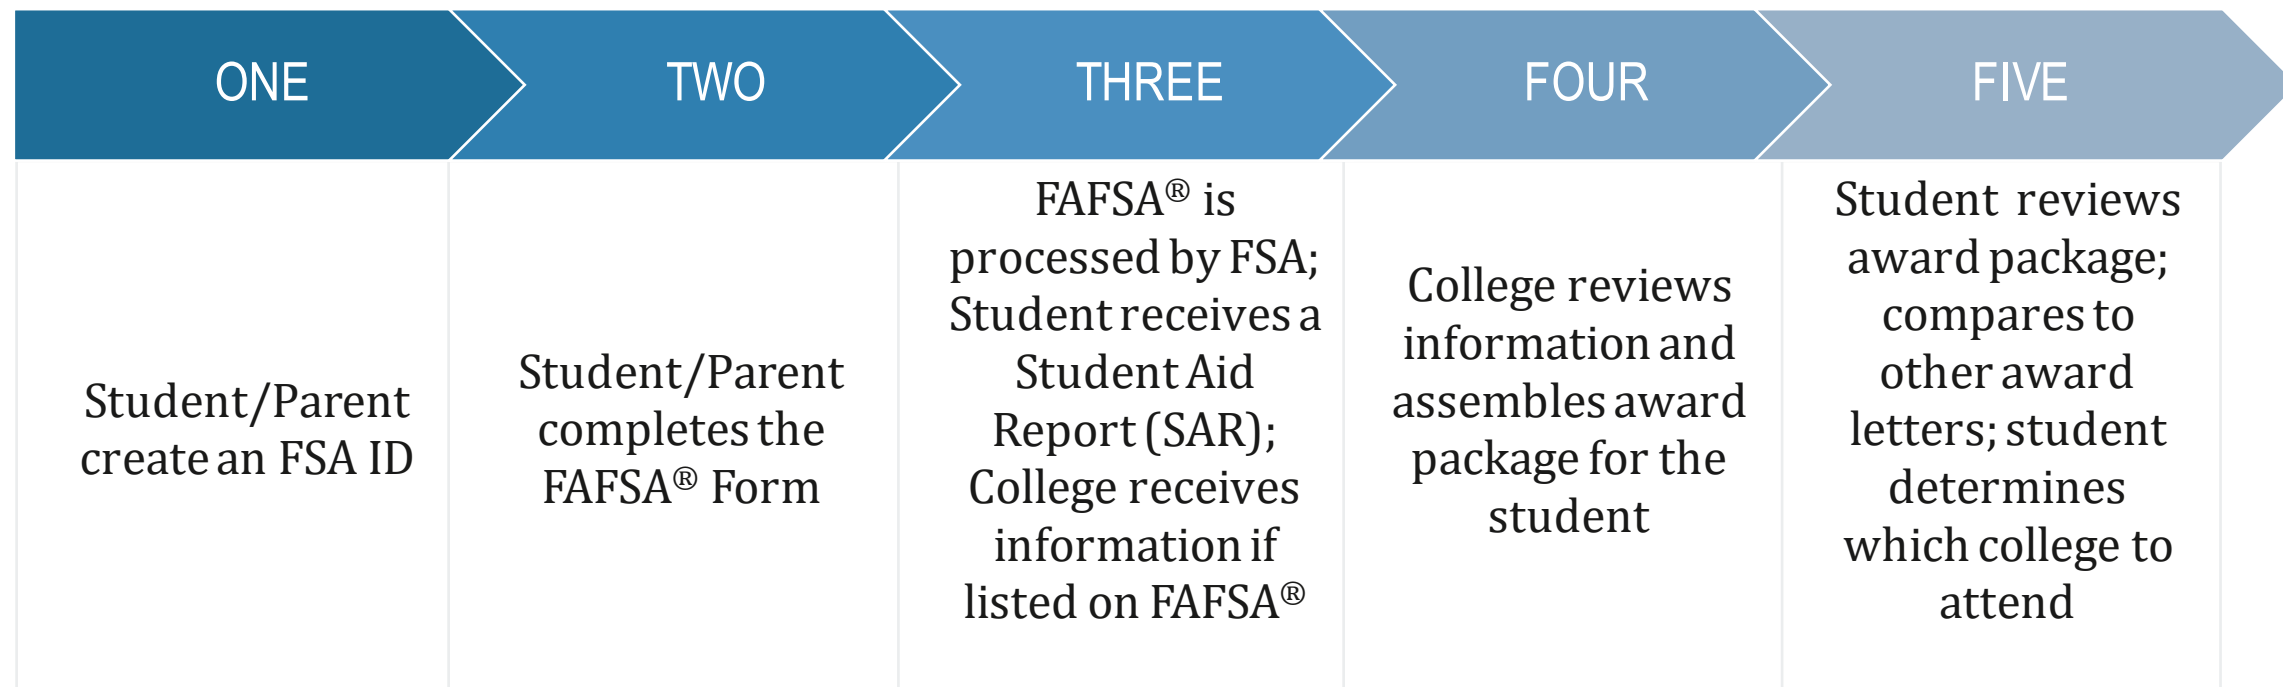 ONE
TWO
THREE
FOUR
FIVE
Student/Parent
create an FSA ID
Student/Parent
completes the
FAFSA® Form
FAFSA® is
processed by FSA;
Student receives a
Student Aid
Report (SAR);
College receives
information if
listed on FAFSA®
College reviews
information and
assembles award
package for the
student
Student reviews
award package;
compares to
other award
letters; student
determines
which college to
attend